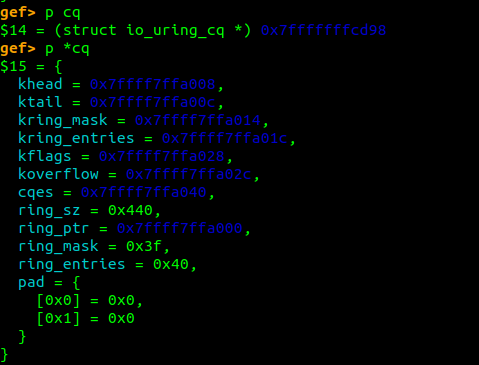 gef> p cq
$14 = (struct io_uring_cq *) 0x7fffffffcd98
gef> p *cq
$15 = {
  khead = 0x7ffff7ffa008,
  ktail = 0x7ffff7ffa00c,
  kring_mask = 0x7ffff7ffa014,
  kring_entries = 0x7ffff7ffa01c,
  kflags = 0x7ffff7ffa028,
  koverflow = 0x7ffff7ffa02c,
  cqes = 0x7ffff7ffa040,
  ring_sz = 0x440,
  ring_ptr = 0x7ffff7ffa000,
  ring_mask = 0x3f,
  ring_entries = 0x40,
  pad = {
    [0x0] = 0x0,
    [0x1] = 0x0
  }
}